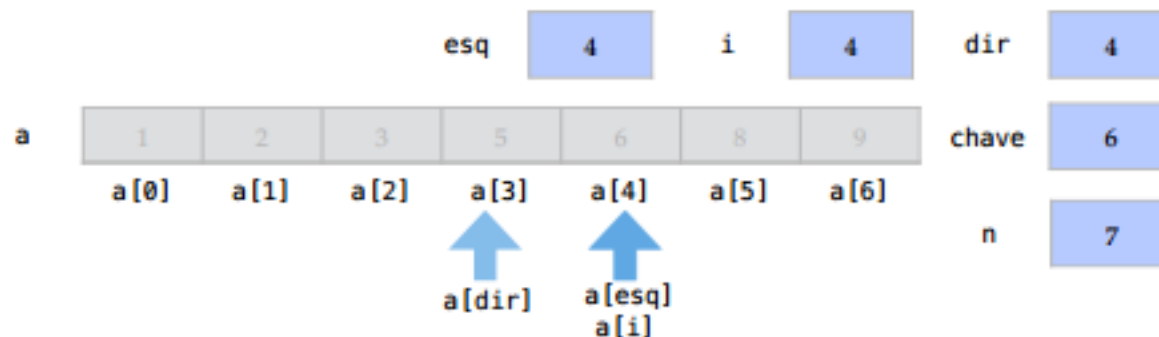 esq 4 i 4 dir 4
a 1 2 3 5 6 8 9 chave 6
a[0] a[1] a[2] a[3] a[4] a[5] a[6]
n 7
a[dir] a[esq]
a[i]